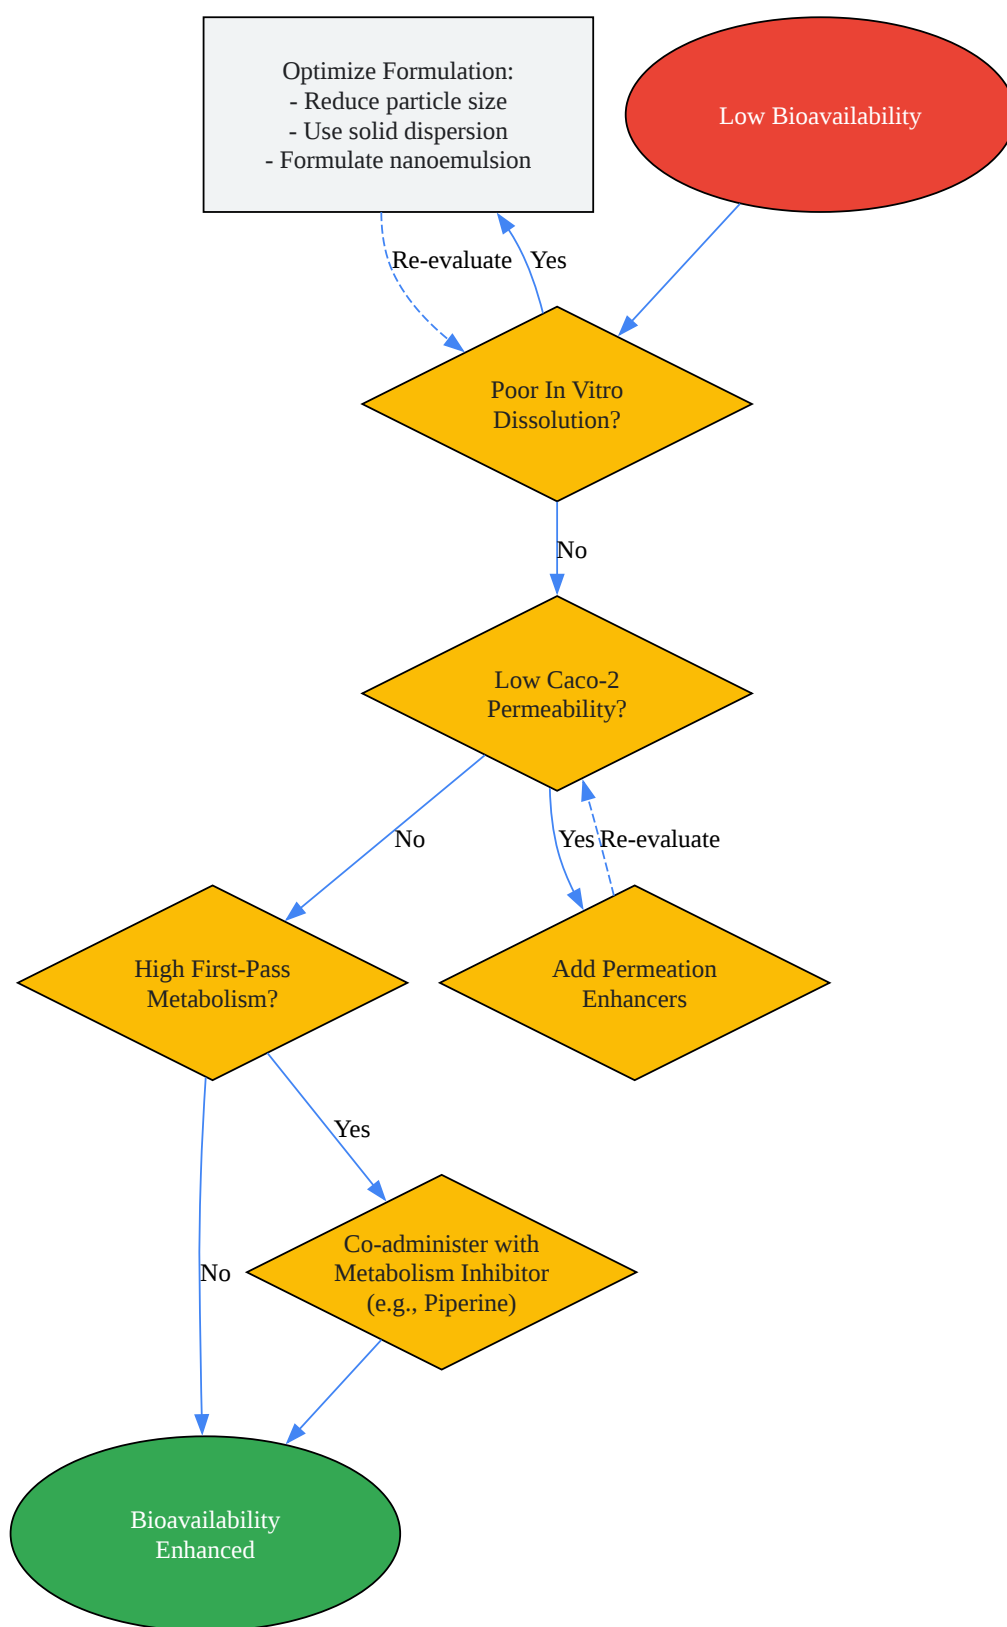 Optimize Formulation:
- Reduce particle size
- Use solid dispersion
- Formulate nanoemulsion
Low Bioavailability
Re-evaluate
Yes
Poor In Vitro
Dissolution?
No
Low Caco-2
Permeability?
No
Yes
Re-evaluate
High First-Pass
Metabolism?
Add Permeation
Enhancers
Yes
Co-administer with
Metabolism Inhibitor
(e.g., Piperine)
No
Bioavailability
Enhanced